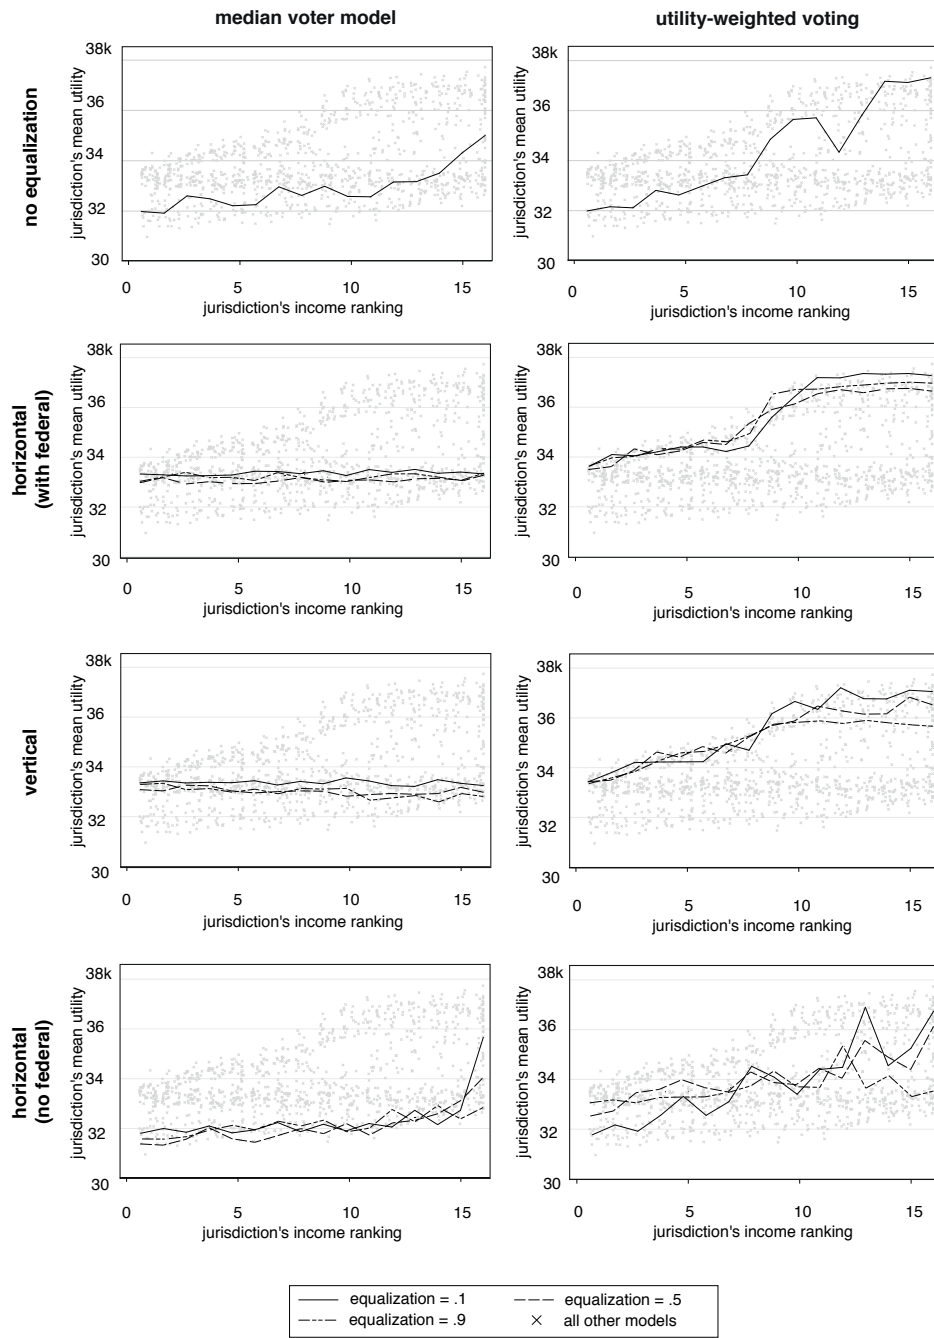 median voter model
utility-weighted voting
no equalization
jurisdiction's mean utility
38k
36
34
32
30
0
5
10
15
jurisdiction's income ranking
jurisdiction's mean utility
38k
36
34
32
30
0
5
10
15
jurisdiction's income ranking
horizontal
(with federal)
jurisdiction's mean utility
38k
36
34
32
30
0
5
10
15
jurisdiction's income ranking
jurisdiction's mean utility
38k
36
34
32
30
0
5
10
15
jurisdiction's income ranking
vertical
jurisdiction's mean utility
38k
36
34
32
30
0
5
10
15
jurisdiction's income ranking
jurisdiction's mean utility
38k
36
34
32
30
0
5
10
15
jurisdiction's income ranking
horizontal
(no federal)
jurisdiction's mean utility
38k
36
34
32
30
0
5
10
15
jurisdiction's income ranking
jurisdiction's mean utility
38k
36
34
32
30
0
5
10
15
jurisdiction's income ranking
equalization = .1
equalization = .5
equalization = .9
all other models